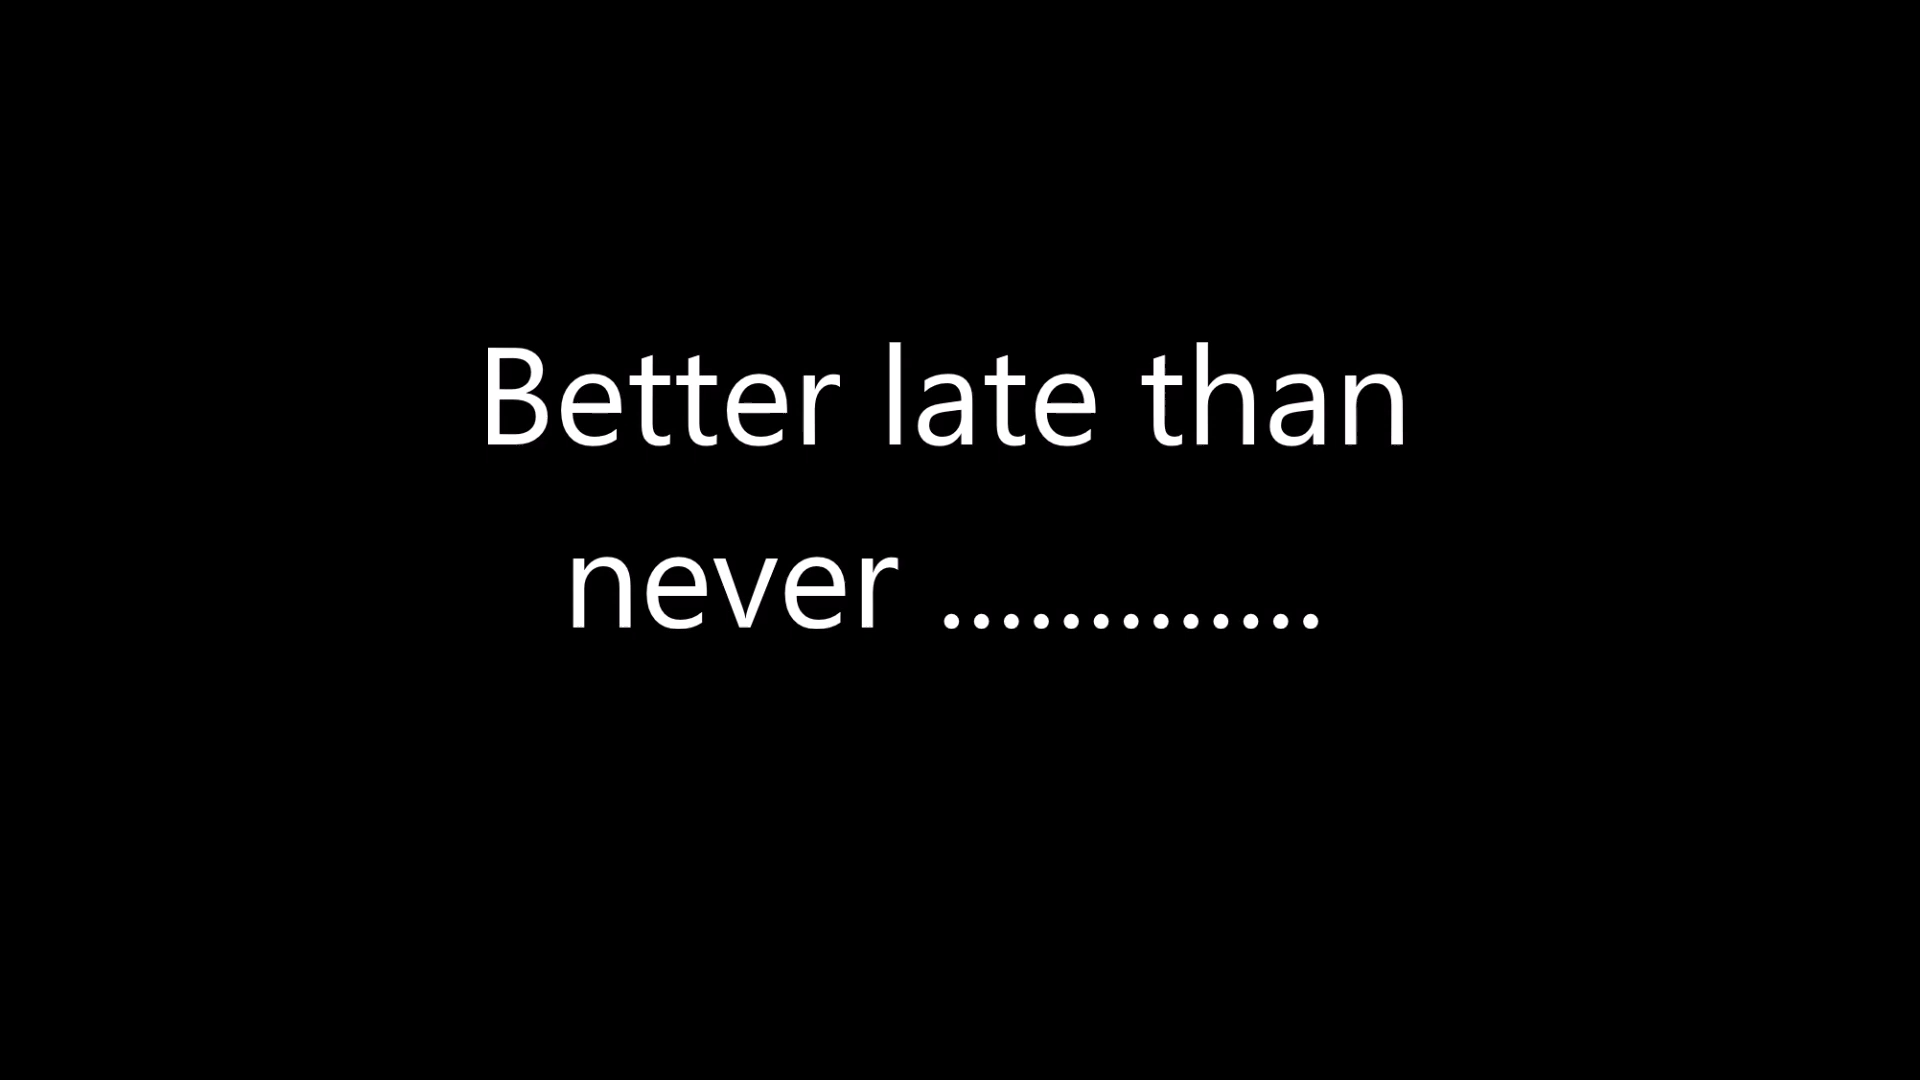 Better late than
never .............